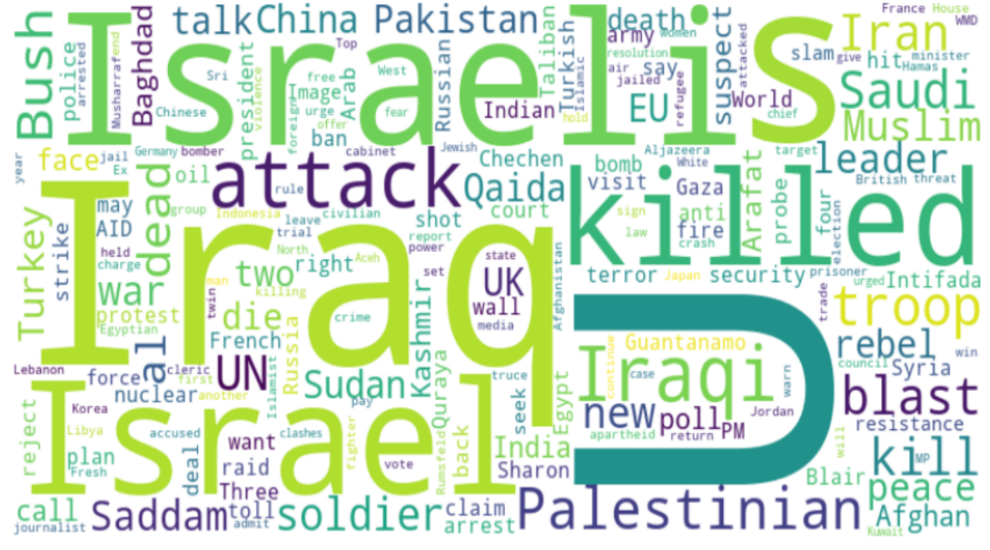 Israeli
S
Iraq
killed
U
Israel
attack
Palestinian
Iraqi
Bush
police
arrested
Musharraf
end
Baghdad
talk
China
Pakistan
Top
Sri
Chinese
president
violence
foreign
free
Image
urge
offer
ban
Arab
West
fear
Russian
Indian
Taliban
Turkish
Islamic
hold
death
army
women
resolution
air
say
jailed
EU
refugee
suspect
attacked
World
chief
slam
give
Iran
hit
Hamas
minister
France
House
WMD
Saudi
Muslim
year
face
jail
Ex
Germany
bomber
cabinet
Jewish
Chechen
Qaida
court
bomb
visit
Aljazeera
White
Gaza
anti
fire
sign
law
crash
Arafat
target
probe
four
election
leader
British
threat
Turkey
strike
may
AID
held
charge
dead
oil
group
Indonesia
rule
leave
civilian
trial
North
Aceh
report
power
shot
set
state
UK
wall
media
Afghanistan
terror
Japan
security
prisoner
urged
Intifada
war
protest
Egyptian
two
right
man
killing
twin
die
crime
Kashmir
French
Russia
UN
al
cleric
first
another
Islamist
Lebanon
force
nuclear
Sudan
pay
truce
Quraya
seek
Egypt
Guantanamo
continue
case
new
poll
PM
Jordan
warn
apartheid
return
trade
troop
rebel
council
Syria
win
blast
resistance
will
MP
Blair
kill
peace
Afghan
Kuwait
reject
Korea
Libya
plan
Fresh
accused
deal
want
clashes
raid
Three
fighter
vote
Rumsfeld
back
India
Sharon
call
journalist
Saddam
toll
admit
soldier
claim
arrest